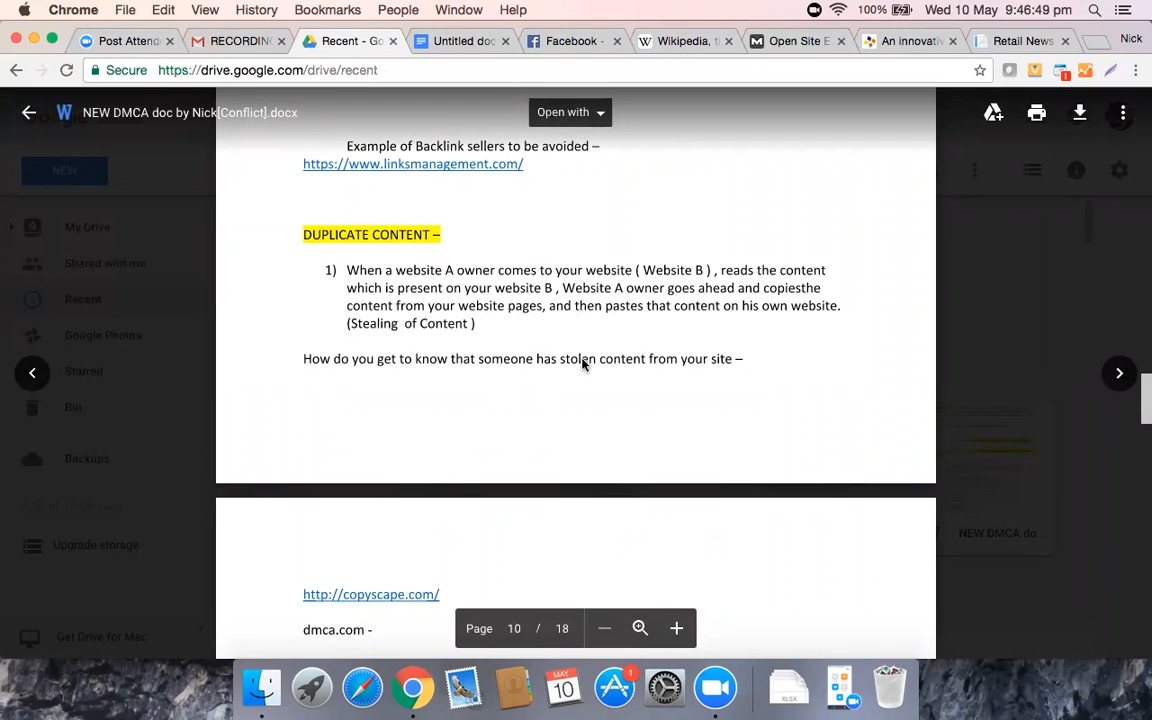 Chrome File Edit View History Bookmarks People Window Help 100% Wed 10 May 9:46:49 pm
Post Attend RECORDING Recent - Go Untitled doc Facebook - Wikipedia, t Open Site E An innovativ Retail News Nick
Secure https://drive.google.com/drive/recent
NEW DMCA doc by Nick[Conflict].docx Open with
Example of Backlink sellers to be avoided –
https://www.linksmanagement.com/
NEW
My Drive
Shared with me
Recent
Google Photos
Starred
Bin
Backups
Upgrade storage
Get Drive for Mac
DUPLICATE CONTENT –
1) When a website A owner comes to your website ( Website B ) , reads the content
which is present on your website B , Website A owner goes ahead and copiesthe
content from your website pages, and then pastes that content on his own website.
(Stealing of Content )
How do you get to know that someone has stolen content from your site –
NEW DMCA do...
http://copyscape.com/
dmca.com -
Page 10 / 18
MAY
10
1
XLSX